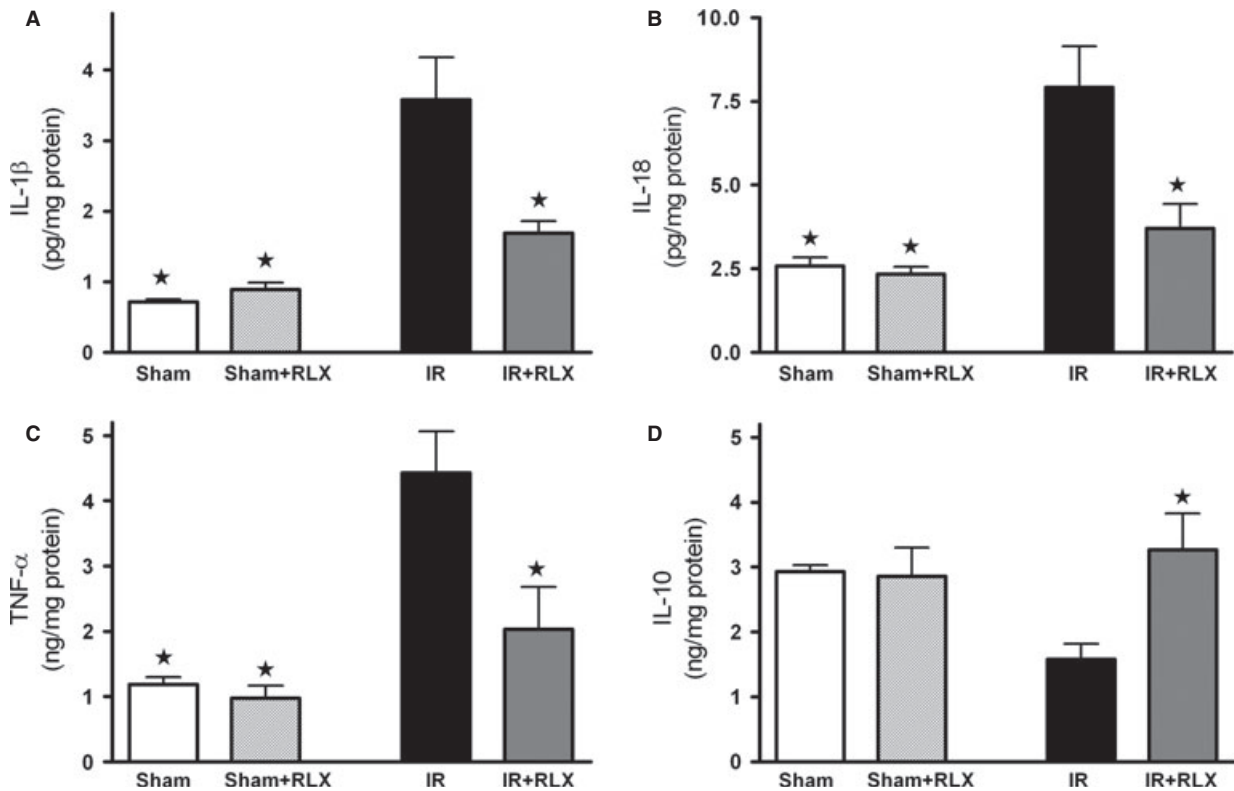 A
IL-1β
(pg/mg protein)
4
3
2
1
0
★
★
★
Sham Sham+RLX IR IR+RLX
B
IL-18
(pg/mg protein)
10.0
7.5
5.0
2.5
0.0
★
★
★
Sham Sham+RLX IR IR+RLX
C
TNF-α
(ng/mg protein)
5
4
3
2
1
0
★
★
★
Sham Sham+RLX IR IR+RLX
D
IL-10
(ng/mg protein)
5
4
3
2
1
0
★
Sham Sham+RLX IR IR+RLX